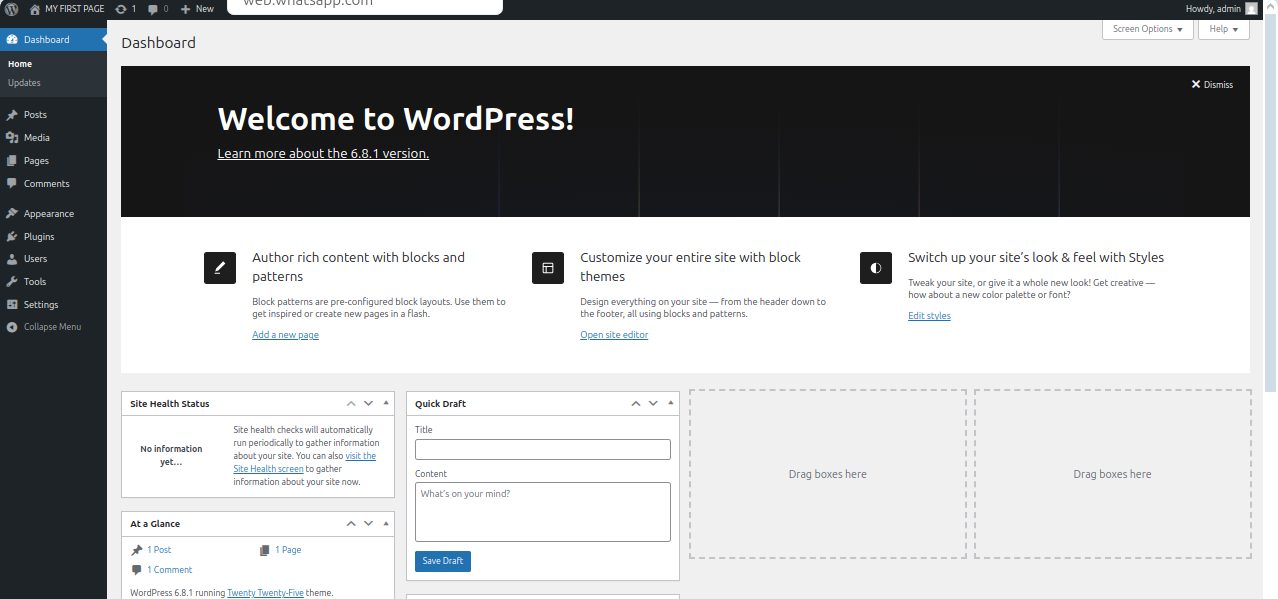 MY FIRST PAGE
1
0
New
web.whatsapp.com
Howdy, admin
Dashboard
Home
Updates
Posts
Media
Pages
Comments
Appearance
Plugins
Users
Tools
Settings
Collapse Menu
Dashboard
Screen Options
Help
Dismiss
Welcome to WordPress!
Learn more about the 6.8.1 version.
Author rich content with blocks and
patterns
Block patterns are pre-configured block layouts. Use them to
get inspired or create new pages in a flash.
Add a new page
Customize your entire site with block
themes
Design everything on your site — from the header down to
the footer, all using blocks and patterns.
Open site editor
Switch up your site’s look & feel with Styles
Tweak your site, or give it a whole new look! Get creative —
how about a new color palette or font?
Edit styles
Site Health Status
No information
yet…
Site health checks will automatically
run periodically to gather information
about your site. You can also visit the
Site Health screen to gather
information about your site now.
At a Glance
1 Post
1 Page
1 Comment
WordPress 6.8.1 running Twenty Twenty-Five theme.
Quick Draft
Title
Content
What’s on your mind?
Save Draft
Drag boxes here
Drag boxes here